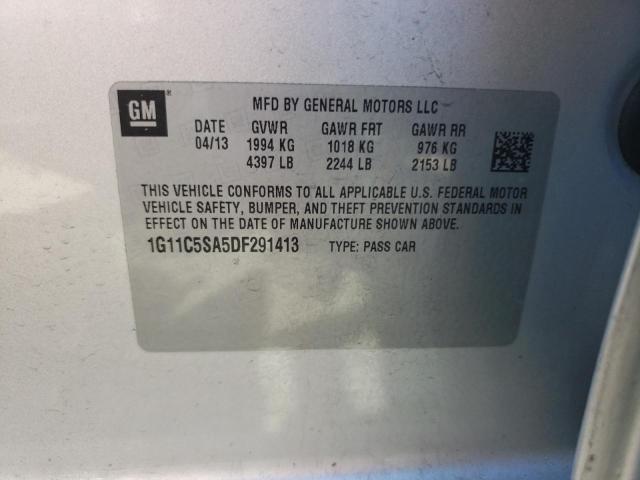 GM ®
MFD BY GENERAL MOTORS LLC
DATE GVWR GAWR FRT GAWR RR
04/13 1994 KG 1018 KG 976 KG
4397 LB 2244 LB 2153 LB
THIS VEHICLE CONFORMS TO ALL APPLICABLE U.S. FEDERAL MOTOR
VEHICLE SAFETY, BUMPER, AND THEFT PREVENTION STANDARDS IN
EFFECT ON THE DATE OF MANUFACTURE SHOWN ABOVE.
1G11C5SA5DF291413 TYPE: PASS CAR